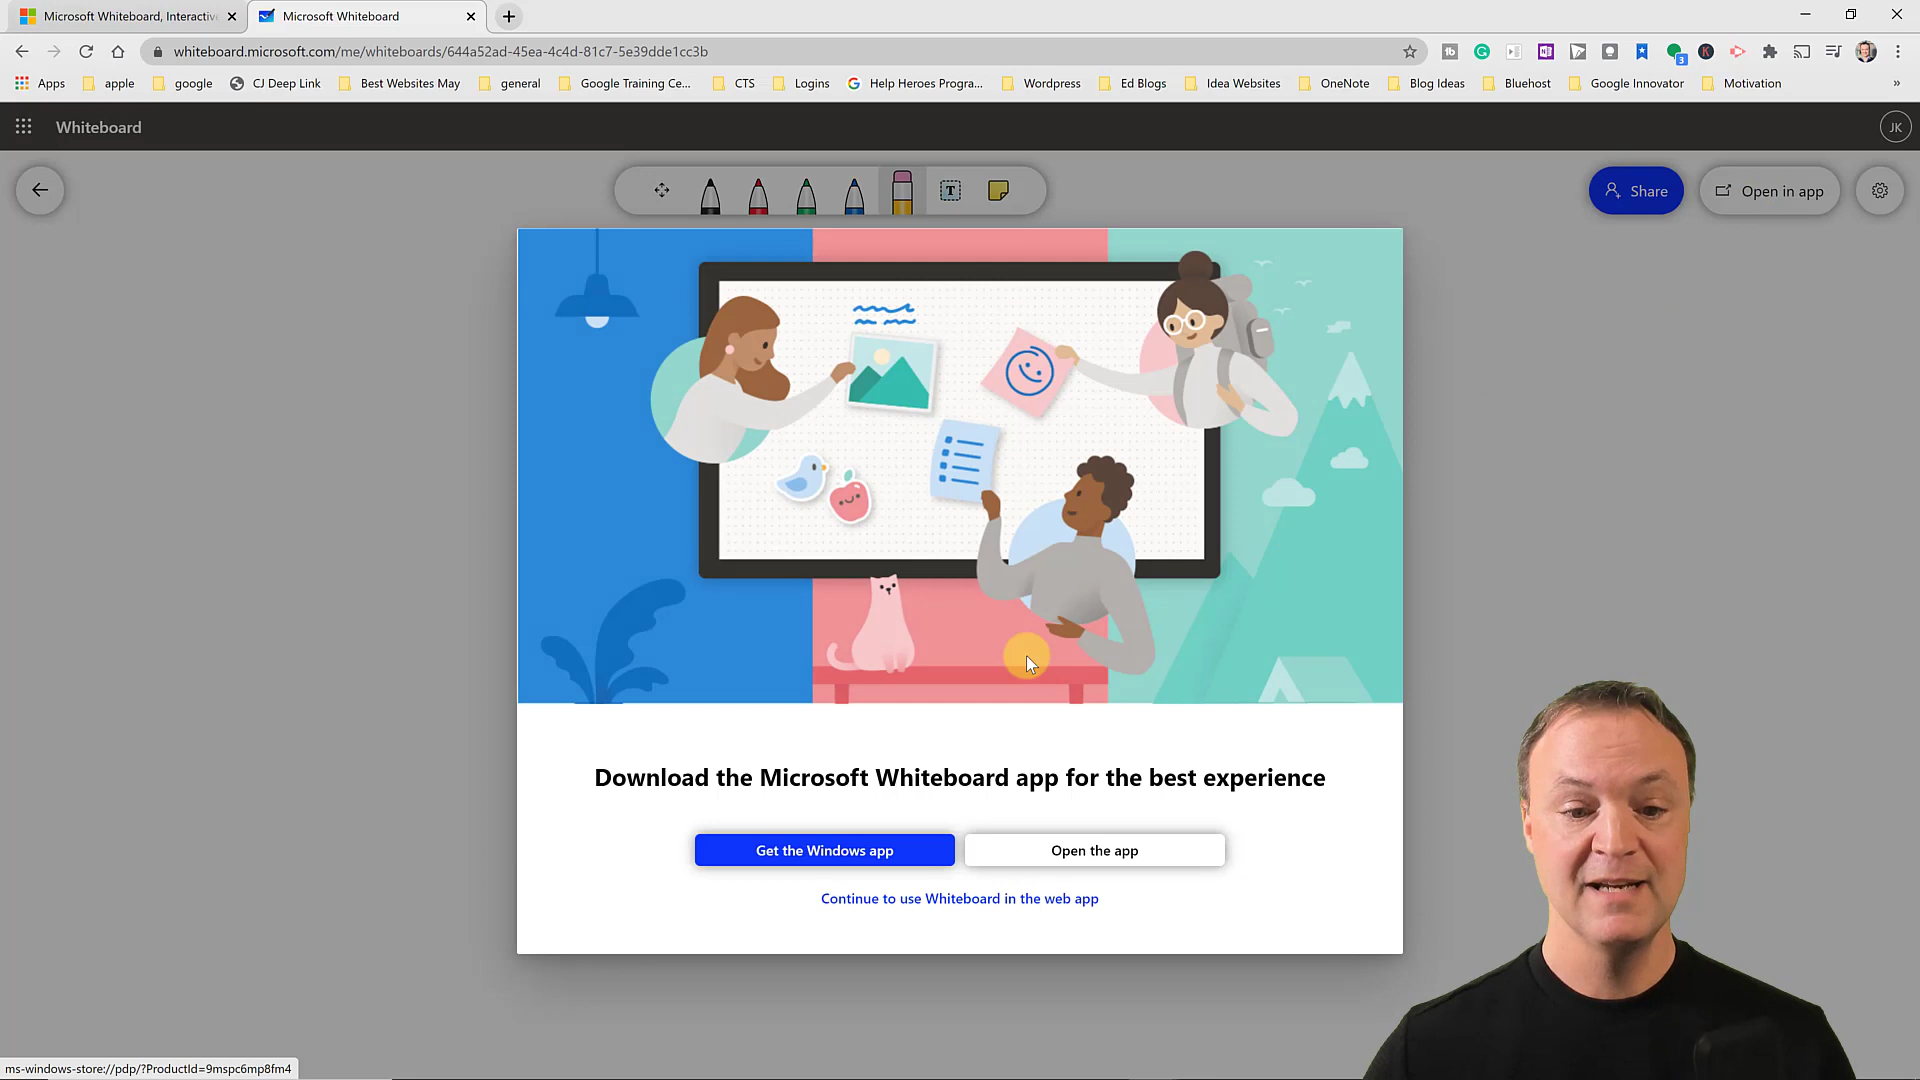 Microsoft Whiteboard, Interactiv
Microsoft Whiteboard
whiteboard.microsoft.com/me/whiteboards/644a52ad-45ea-4c4d-81c7-5e39dde1cc3b
3
Apps apple google CJ Deep Link Best Websites May general Google Training Ce... CTS Logins Help Heroes Progra... Wordpress Ed Blogs Idea Websites OneNote Blog Ideas Bluehost Google Innovator Motivation »
Whiteboard
JK
T
Share
Open in app
Download the Microsoft Whiteboard app for the best experience
Get the Windows app
Open the app
Continue to use Whiteboard in the web app
ms-windows-store://pdp/?ProductId=9mspc6mp8fm4